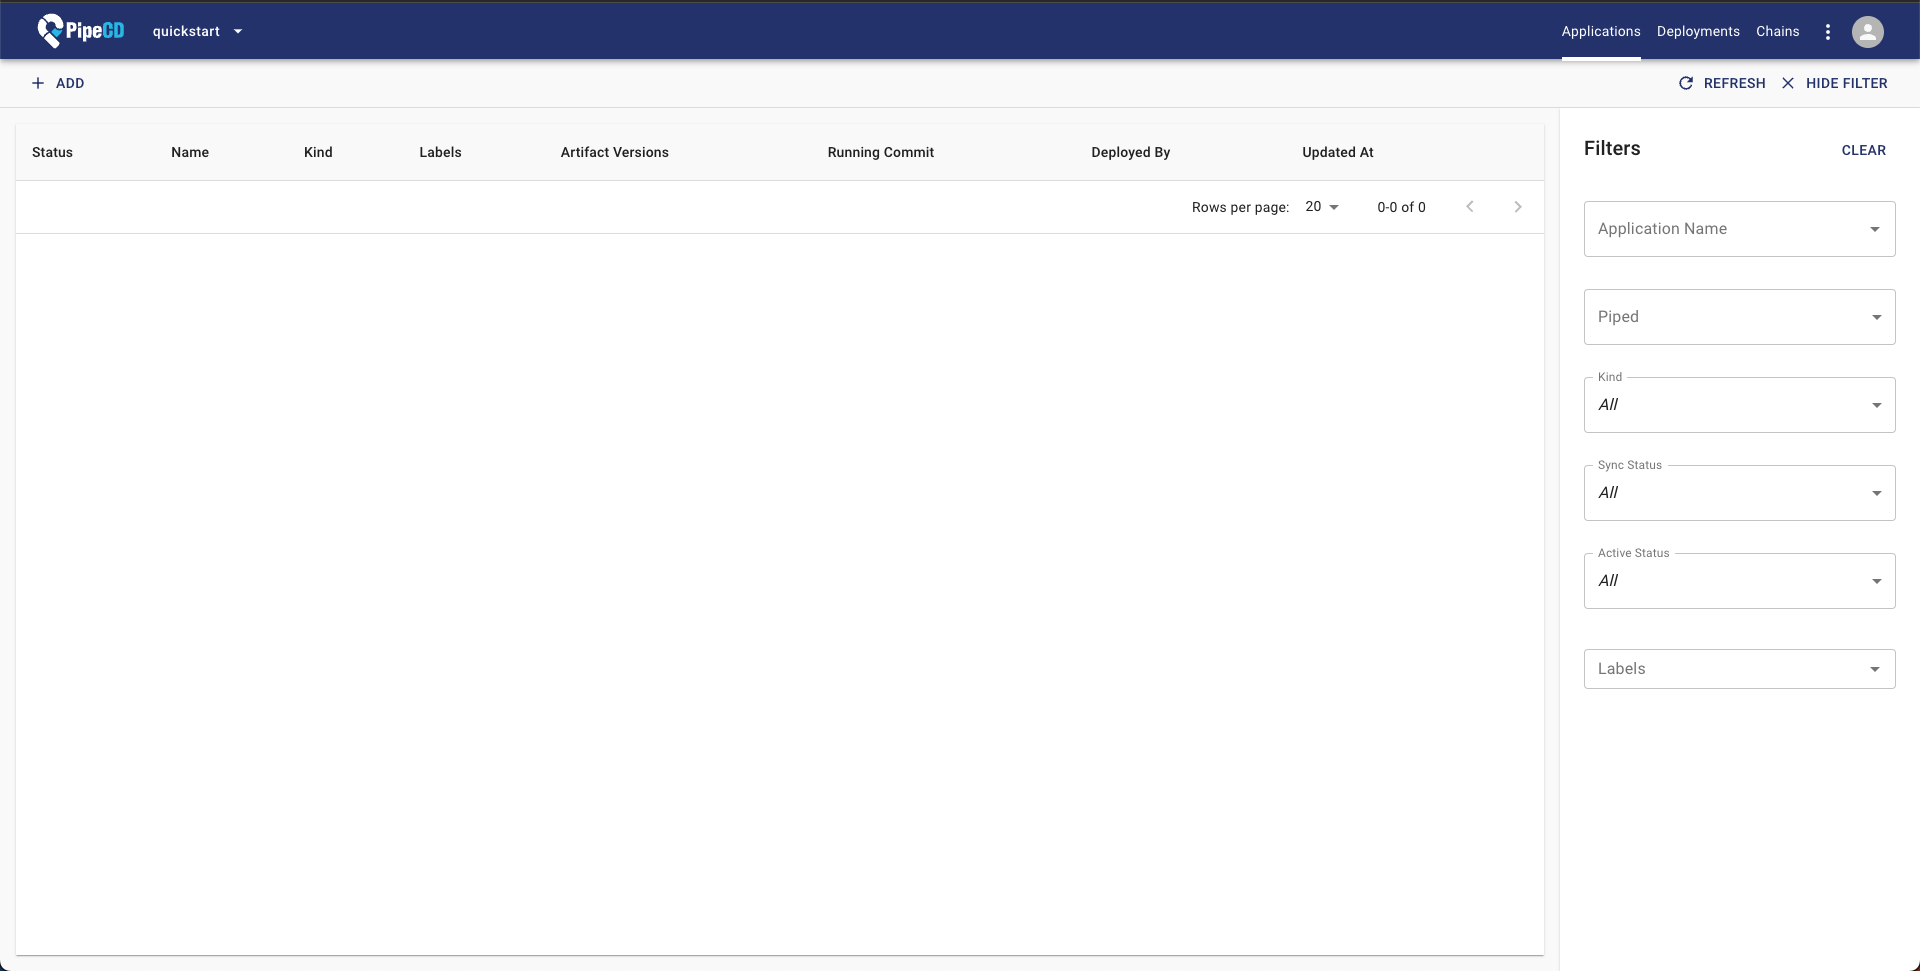 PipeCD quickstart Applications Deployments Chains
ADD REFRESH HIDE FILTER
Status Name Kind Labels Artifact Versions Running Commit Deployed By Updated At
Rows per page: 20 0-0 of 0
Filters CLEAR
Application Name
Piped
Kind
All
Sync Status
All
Active Status
All
Labels